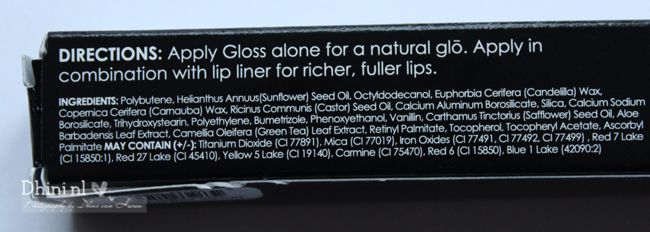 DIRECTIONS: Apply Gloss alone for a natural glō. Apply in
combination with lip liner for richer, fuller lips.
INGREDIENTS: Polybutene, Helianthus Annuus(Sunflower) Seed Oil, Octyldodecanol, Euphorbia Cerifera (Candelilla) Wax,
Copernica Cerifera (Carnauba) Wax, Ricinus Communis (Castor) Seed Oil, Calcium Aluminum Borosilicate, Silica, Calcium Sodium
Borosilicate, Trihydroxystearin, Polyethylene, Bumetrizole, Phenoxyethanol, Vanillin, Carthamus Tinctorius (Safflower) Seed Oil, Aloe
Barbadensis Leaf Extract, Camellia Oleifera (Green Tea) Leaf Extract, Retinyl Palmitate, Tocopherol, Tocopheryl Acetate, Ascorbyl
Palmitate MAY CONTAIN (+/-): Titanium Dioxide (CI 77891), Mica (CI 77019), Iron Oxides (CI 77491, CI 77492, CI 77499) , Red 7 Lake
(CI 15850:1), Red 27 Lake (CI 45410), Yellow 5 Lake (CI 19140), Carmine (CI 75470), Red 6 (CI 15850), Blue 1 Lake (42090:2)
Dhini.nl
Photography by Dhini van Heeren